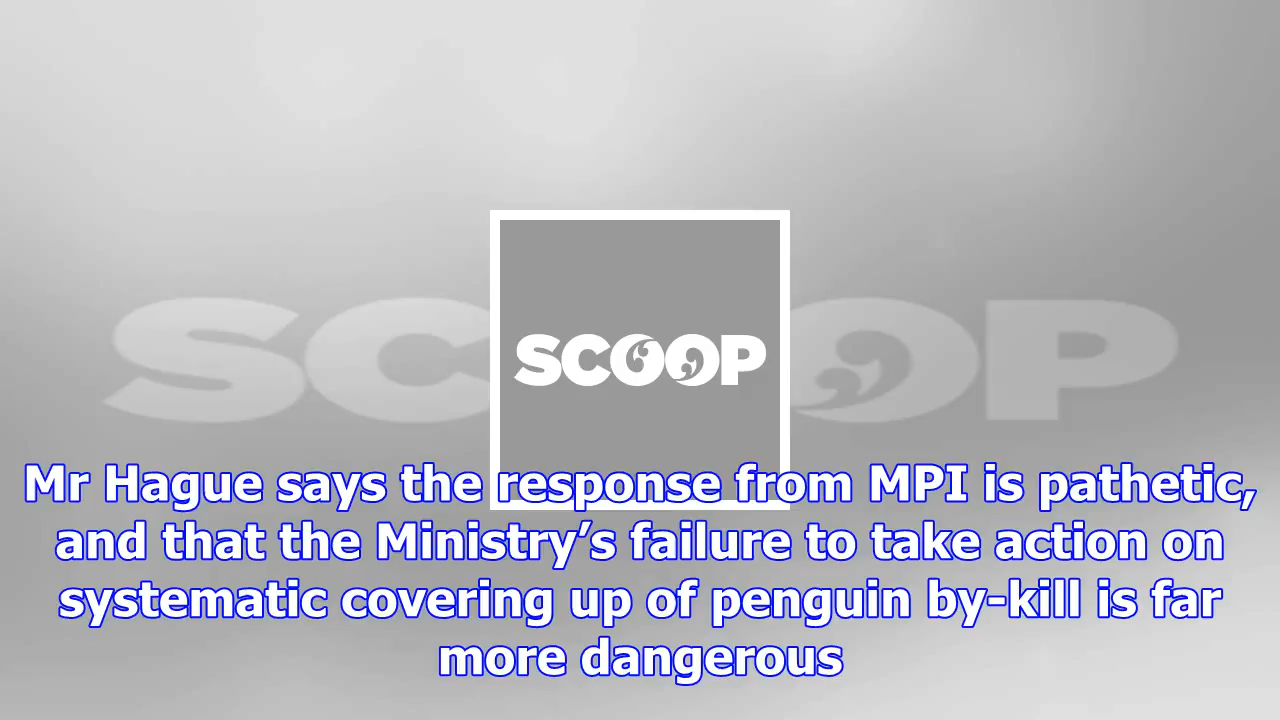 SCOOP
SCOOP
Mr Hague says the response from MPI is pathetic,
and that the Ministry’s failure to take action on
systematic covering up of penguin by-kill is far
more dangerous